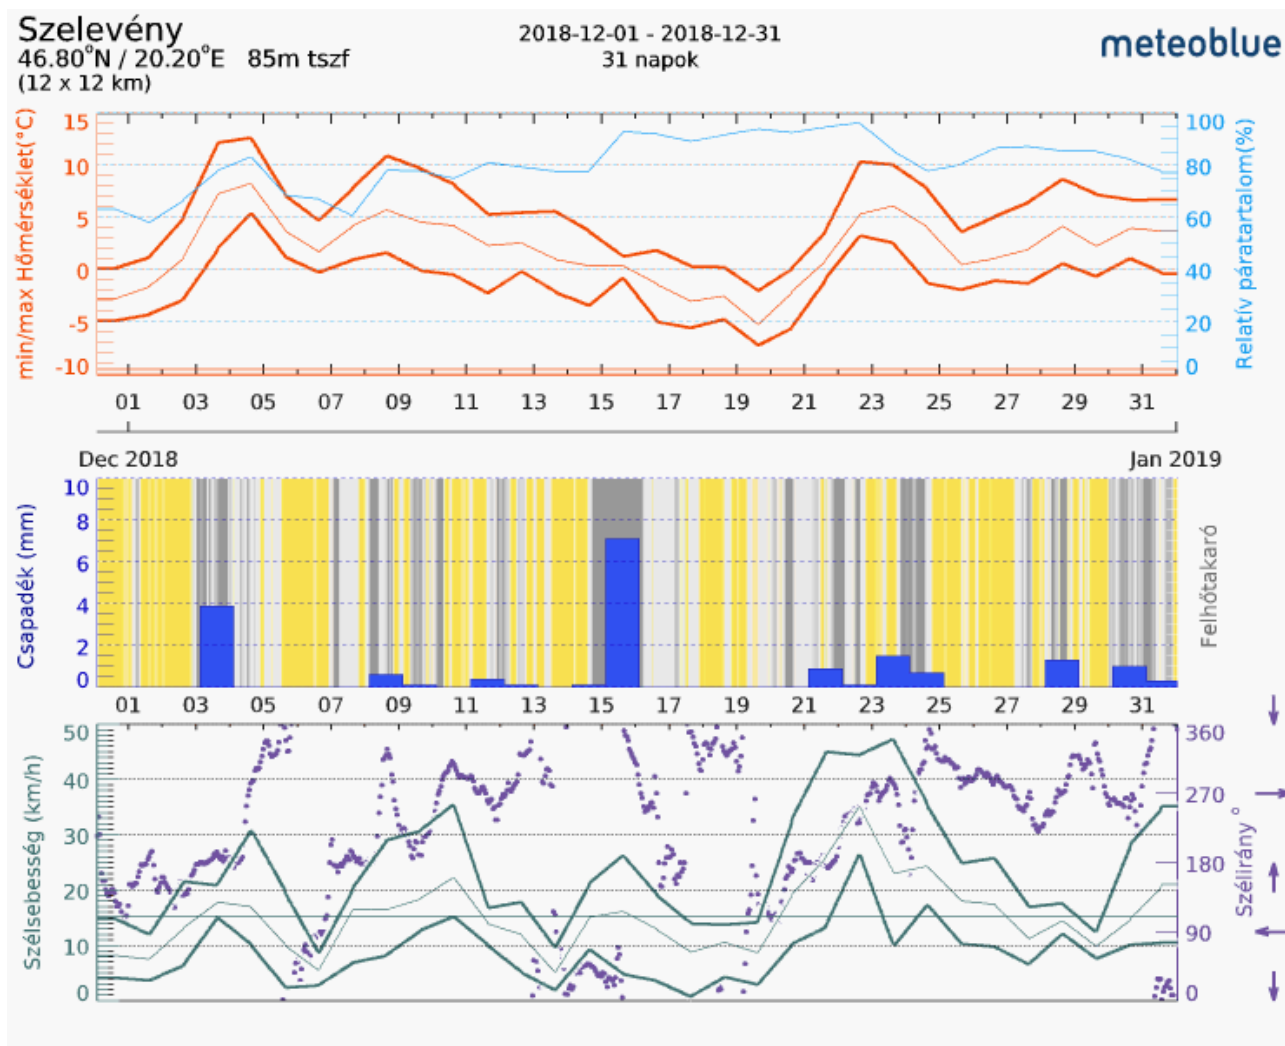 Szelevény
46.80°N / 20.20°E 85m tszf
(12 x 12 km)
2018-12-01 - 2018-12-31
31 napok
meteoblue
min/max Hőmérséklet(°C)
15
10
5
0
-5
-10
100
80
60
40
20
0
Relatív páratartalom(%)
01 03 05 07 09 11 13 15 17 19 21 23 25 27 29 31
Dec 2018
Jan 2019
Csapadék (mm)
10
8
6
4
2
0
Felhőtakaró
01 03 05 07 09 11 13 15 17 19 21 23 25 27 29 31
Szélsebesség (km/h)
50
40
30
20
10
0
360
270
180
90
0
Szélirány °